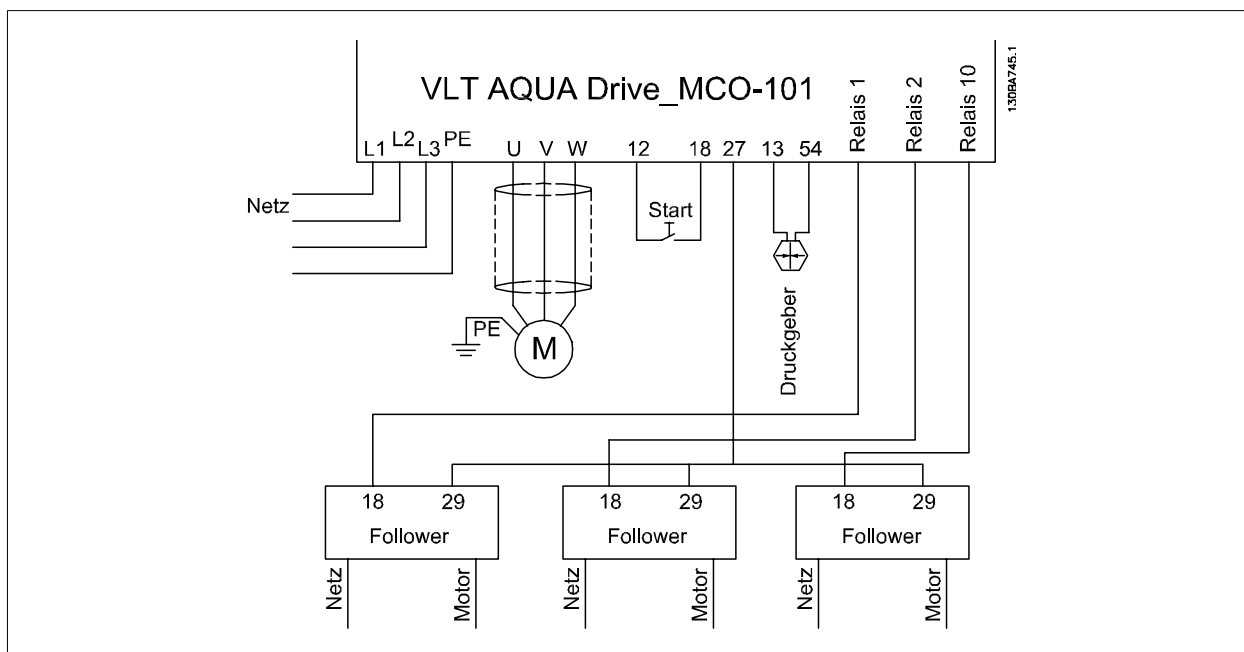 VLT AQUA Drive_MCO-101
Relais 1
Relais 2
Relais 10
130BA745.1
L1 L2 L3 PE U V W 12 18 27 13 54
Netz
Start
PE
M
Druckgeber
18 29
Follower
Netz
Motor
18 29
Follower
Netz
Motor
18 29
Follower
Netz
Motor